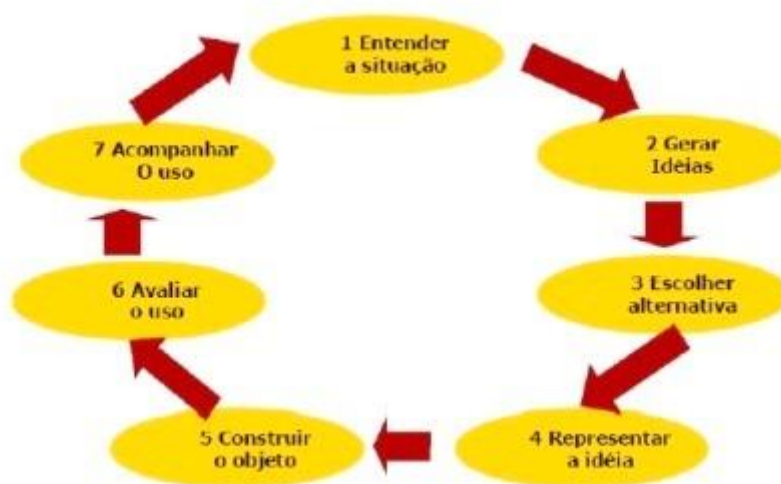 1 Entender
a situação
2 Gerar
Idéias
3 Escolher
alternativa
4 Representar
a idéia
5 Construir
o objeto
6 Avaliar
o uso
7 Acompanhar
O uso